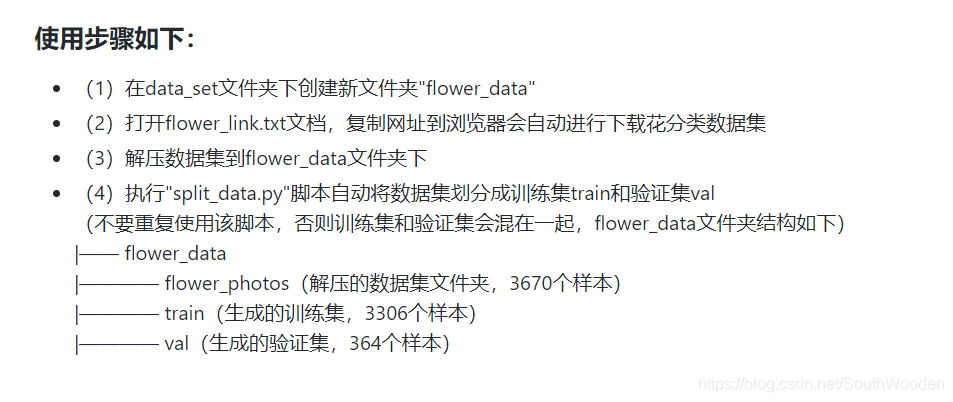 使用步骤如下：
• （1）在data_set文件夹下创建新文件夹"flower_data"
• （2）打开flower_link.txt文档，复制网址到浏览器会自动进行下载花分类数据集
• （3）解压数据集到flower_data文件夹下
• （4）执行"split_data.py"脚本自动将数据集划分成训练集train和验证集val
（不要重复使用该脚本，否则训练集和验证集会混在一起，flower_data文件夹结构如下）
|—— flower_data
|———— flower_photos（解压的数据集文件夹，3670个样本）
|———— train（生成的训练集，3306个样本）
|———— val（生成的验证集，364个样本）
https://blog.csdn.net/SouthWooden